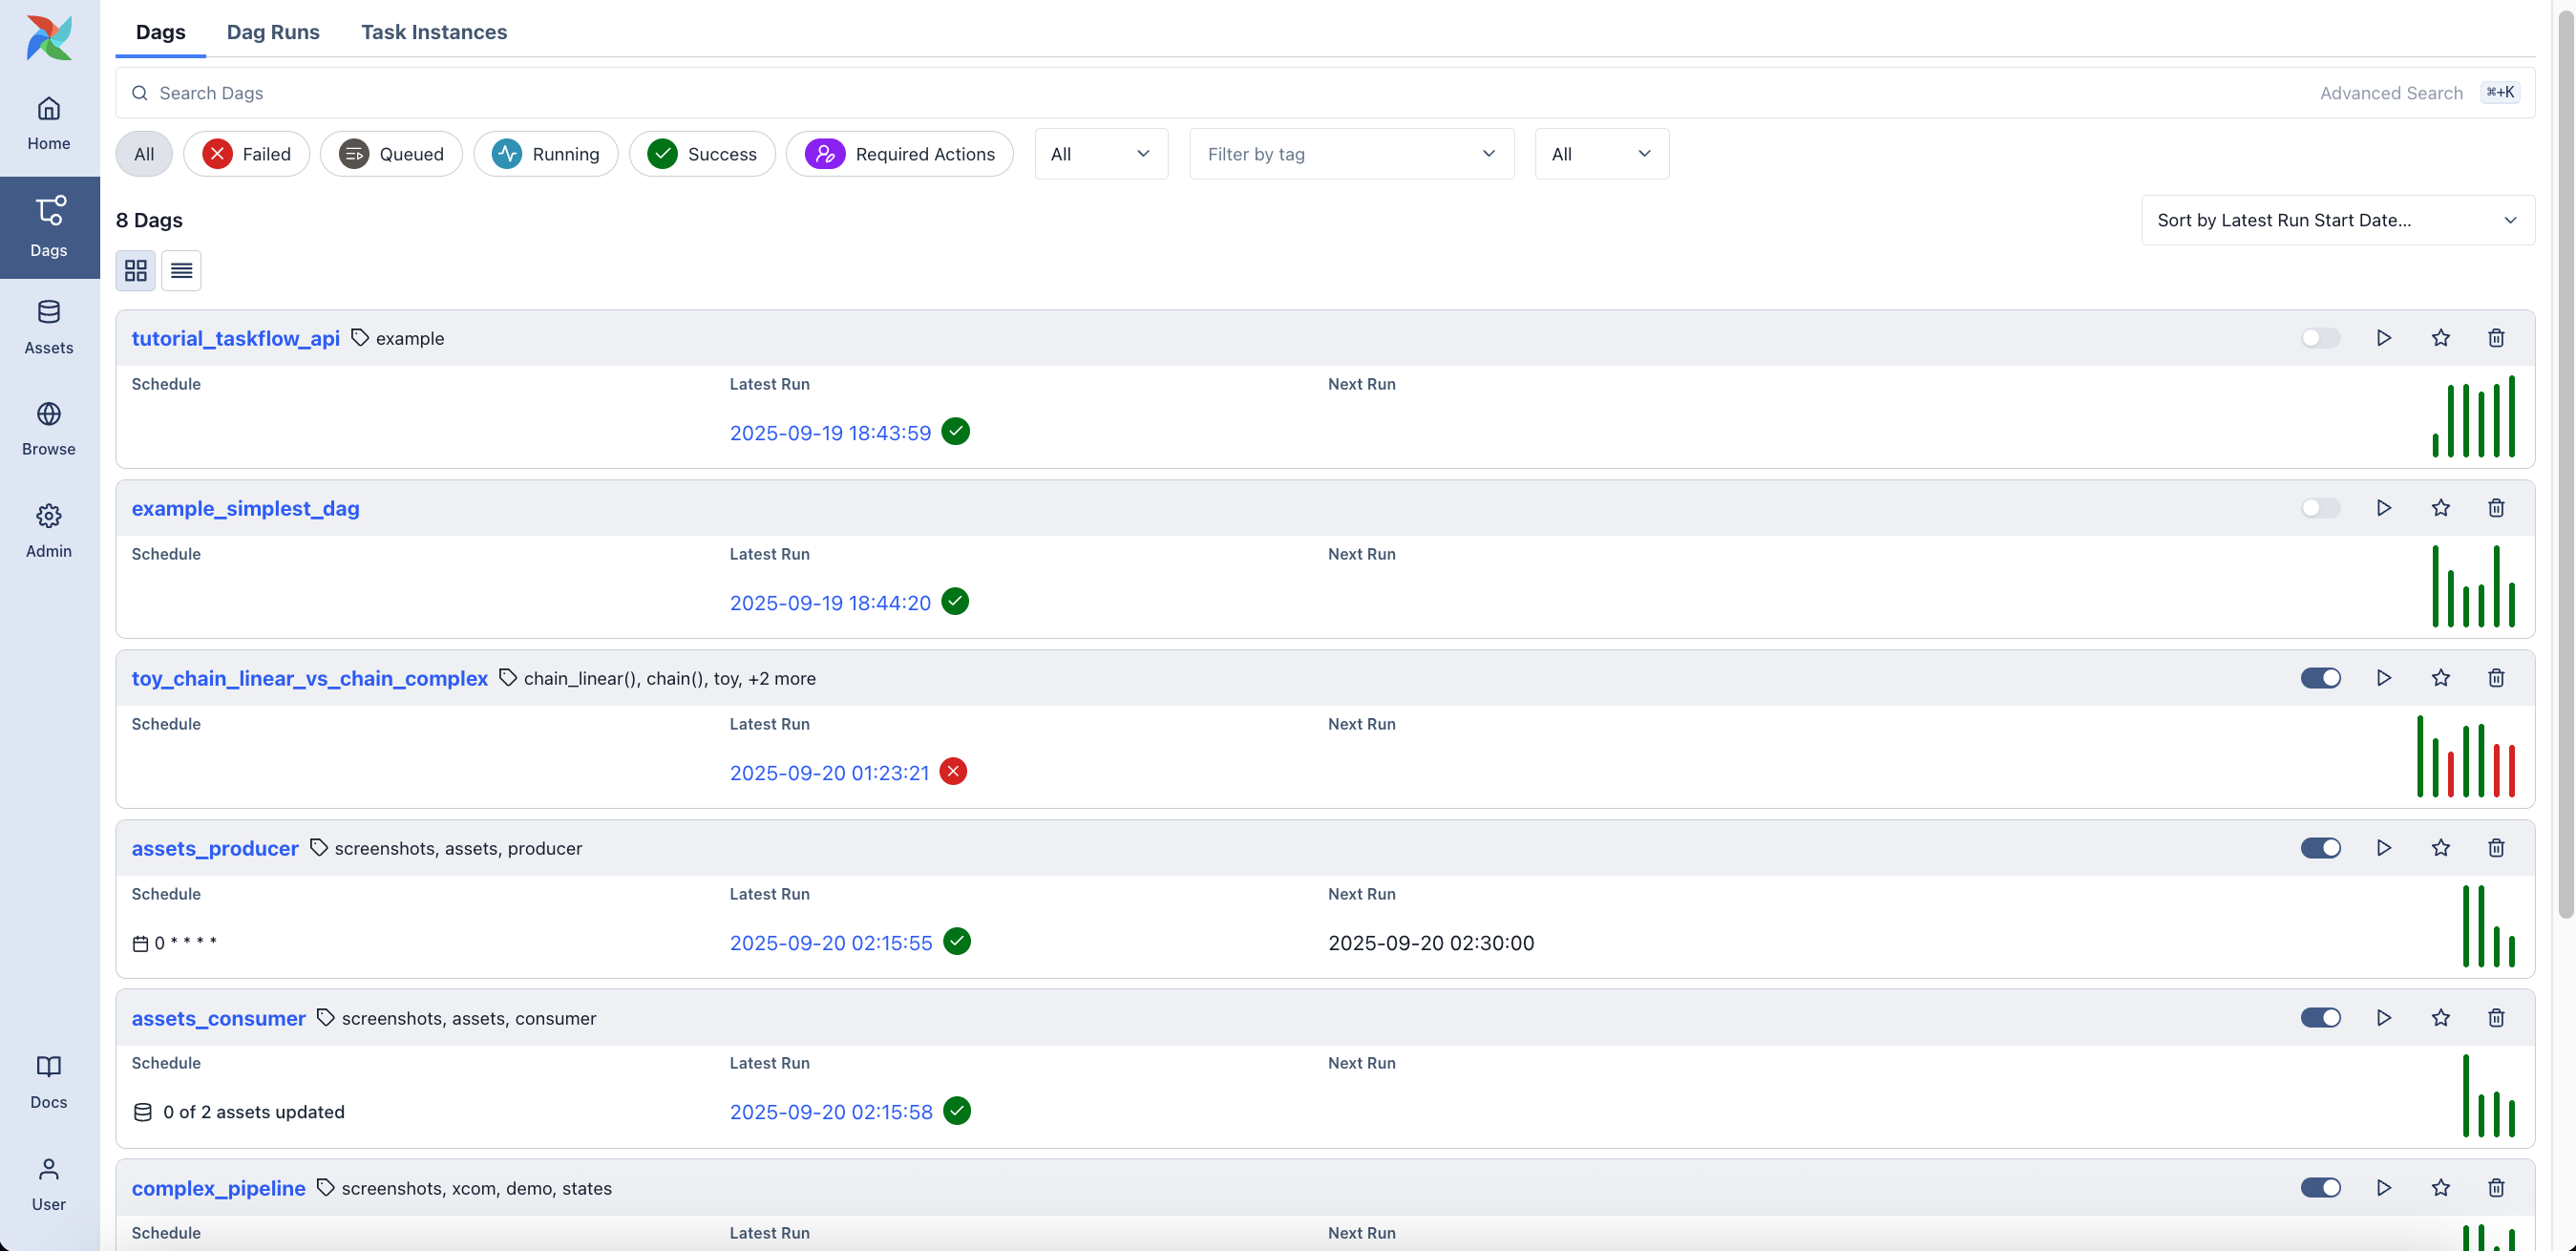 Dags Dag Runs Task Instances
Search Dags Advanced Search ⌘+K
All Failed Queued Running Success Required Actions All Filter by tag All
8 Dags Sort by Latest Run Start Date...
Home
Dags
Assets
Browse
Admin
Docs
User
tutorial_taskflow_api example
Schedule Latest Run Next Run
2025-09-19 18:43:59
example_simplest_dag
Schedule Latest Run Next Run
2025-09-19 18:44:20
toy_chain_linear_vs_chain_complex chain_linear(), chain(), toy, +2 more
Schedule Latest Run Next Run
2025-09-20 01:23:21
assets_producer screenshots, assets, producer
Schedule Latest Run Next Run
0 * * * * 2025-09-20 02:15:55 2025-09-20 02:30:00
assets_consumer screenshots, assets, consumer
Schedule Latest Run Next Run
0 of 2 assets updated 2025-09-20 02:15:58
complex_pipeline screenshots, xcom, demo, states
Schedule Latest Run Next Run